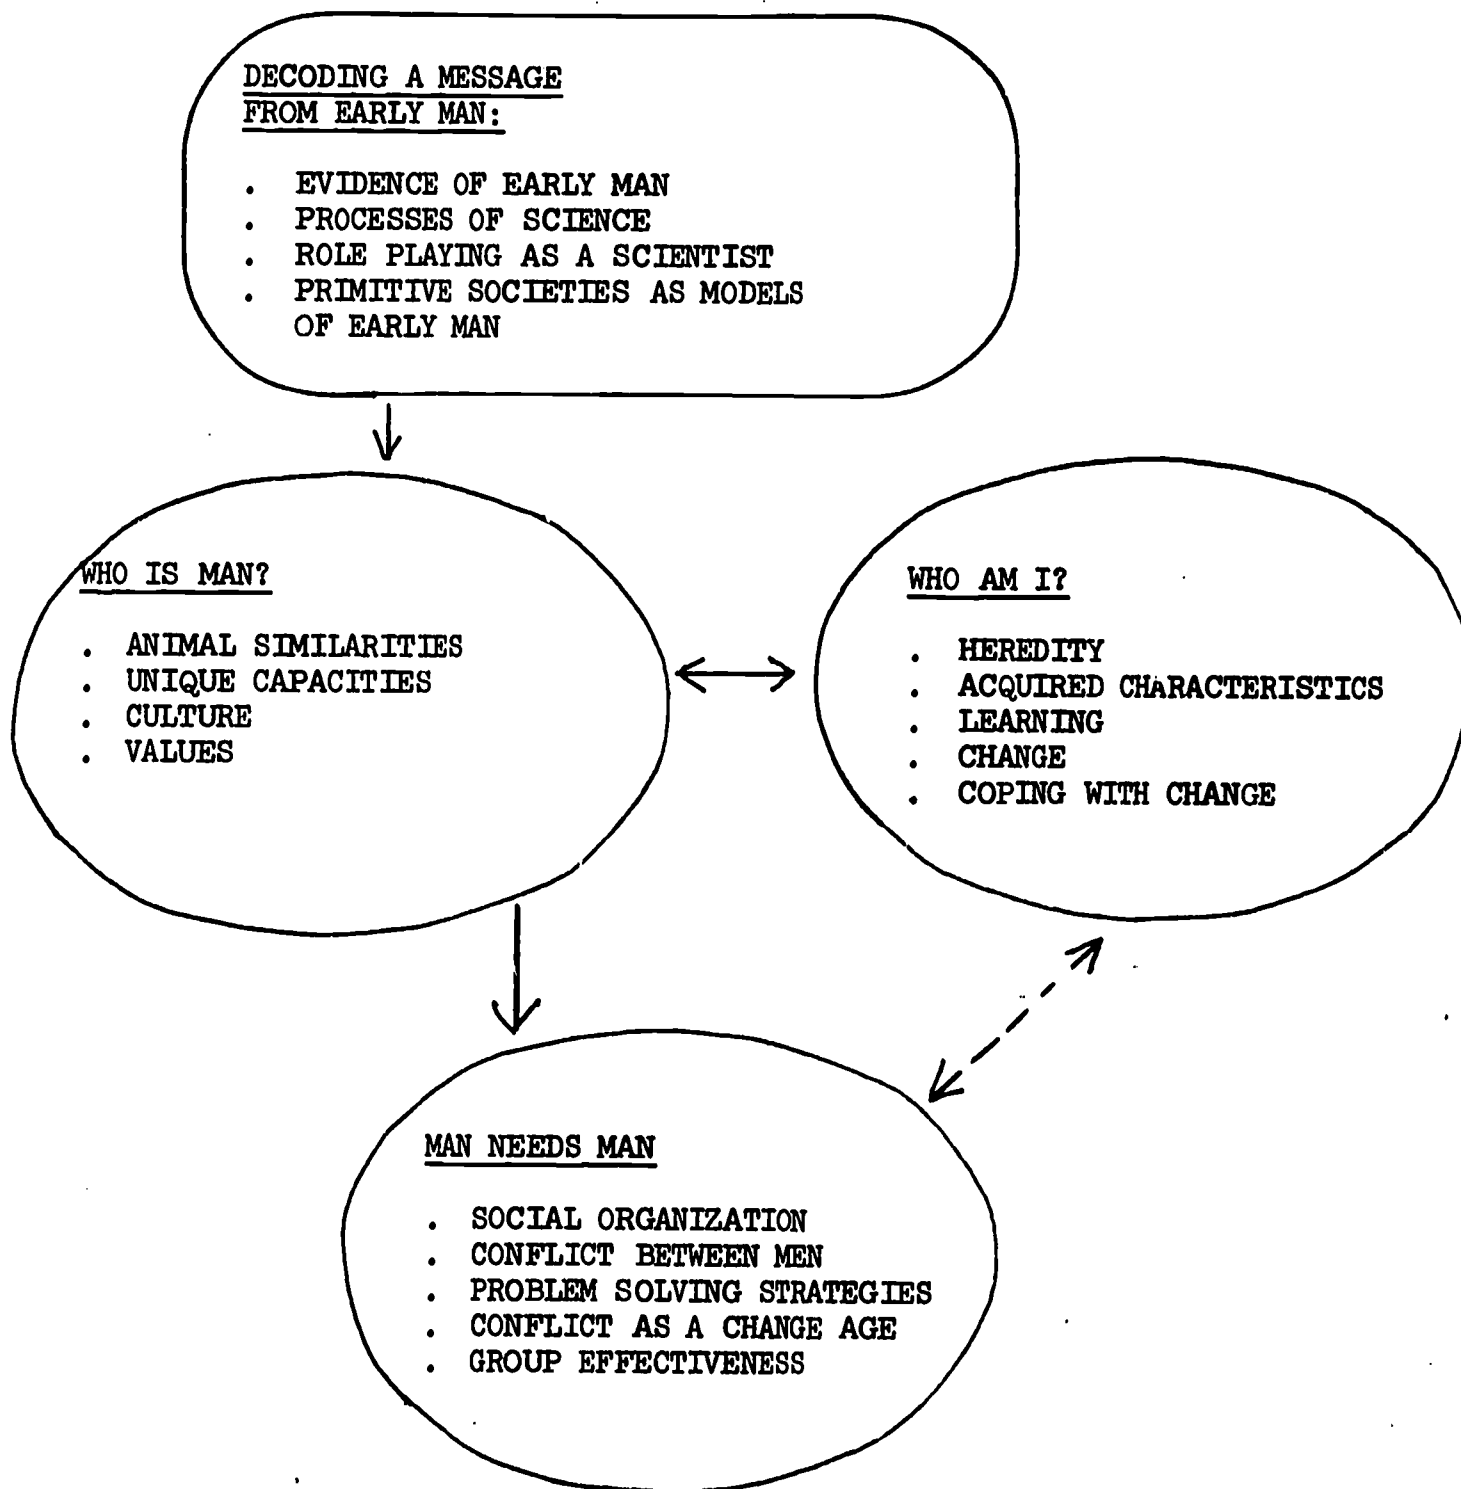 DECODING A MESSAGE
FROM EARLY MAN:
. EVIDENCE OF EARLY MAN
. PROCESSES OF SCIENCE
. ROLE PLAYING AS A SCIENTIST
. PRIMITIVE SOCIETIES AS MODELS
OF EARLY MAN
WHO IS MAN?
. ANIMAL SIMILARITIES
. UNIQUE CAPACITIES
. CULTURE
. VALUES
WHO AM I?
. HEREDITY
. ACQUIRED CHARACTERISTICS
. LEARNING
. CHANGE
. COPING WITH CHANGE
MAN NEEDS MAN
. SOCIAL ORGANIZATION
. CONFLICT BETWEEN MEN
. PROBLEM SOLVING STRATEGIES
. CONFLICT AS A CHANGE AGE
. GROUP EFFECTIVENESS